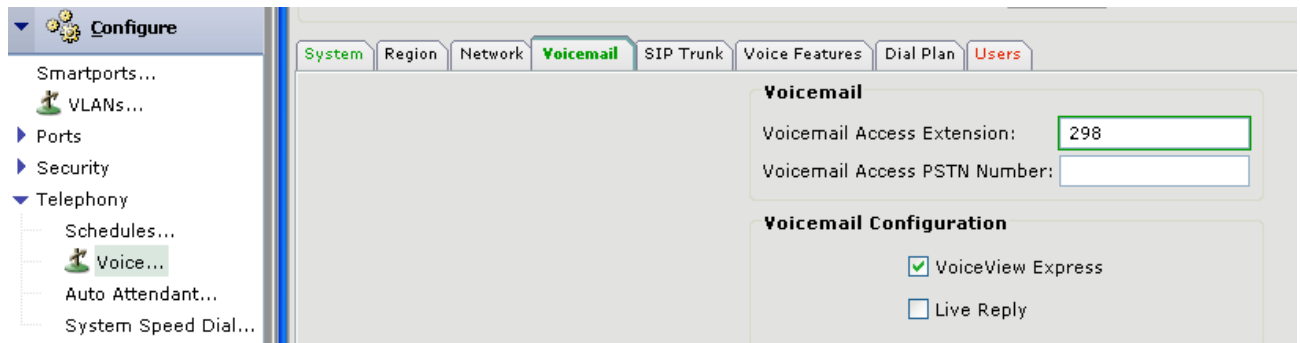 Configure
Smartports...
VLANs...
Ports
Security
Telephony
Schedules...
Voice...
Auto Attendant...
System Speed Dial...
System Region Network Voicemail SIP Trunk Voice Features Dial Plan Users
Voicemail
Voicemail Access Extension: 298
Voicemail Access PSTN Number:
Voicemail Configuration
VoiceView Express
Live Reply